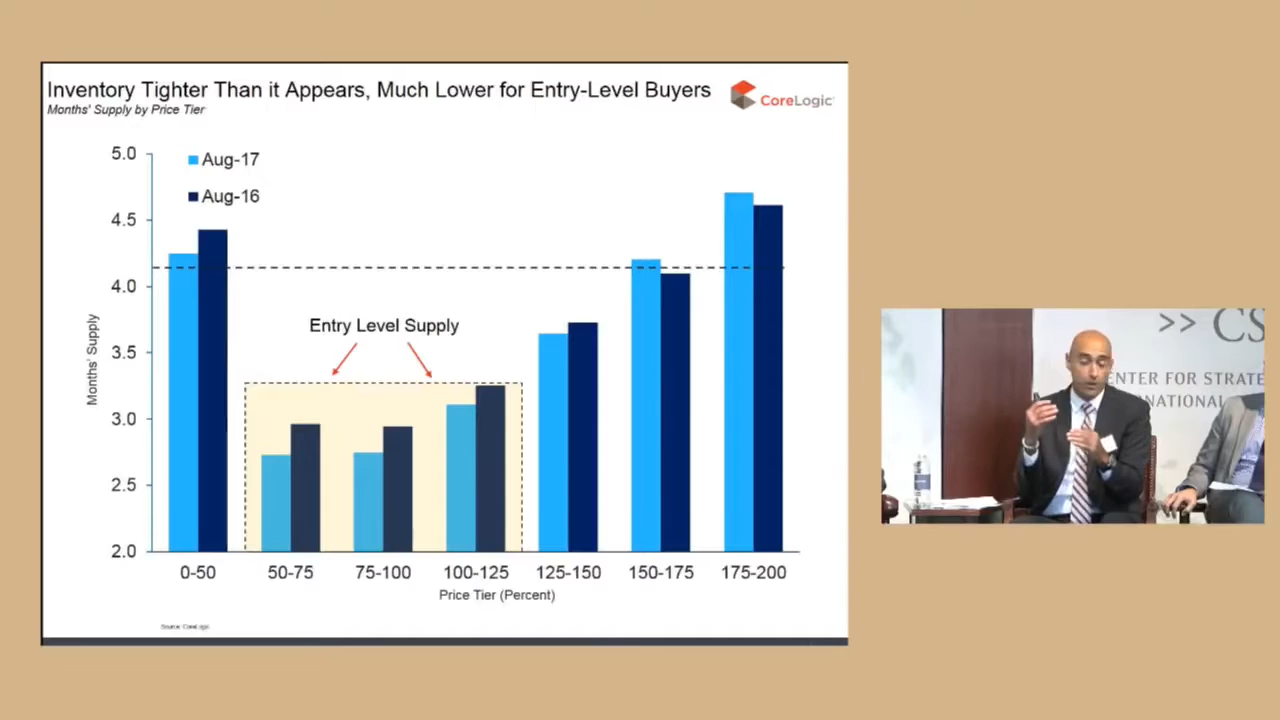 Inventory Tighter Than it Appears, Much Lower for Entry-Level Buyers
Months' Supply by Price Tier
CoreLogic
5.0
4.5
4.0
3.5
3.0
2.5
2.0
Months' Supply
Aug-17
Aug-16
Entry Level Supply
0-50
50-75
75-100
100-125
125-150
150-175
175-200
Price Tier (Percent)
Source: CoreLogic
>> CS
ENTER FOR STRATE
NATIONAL